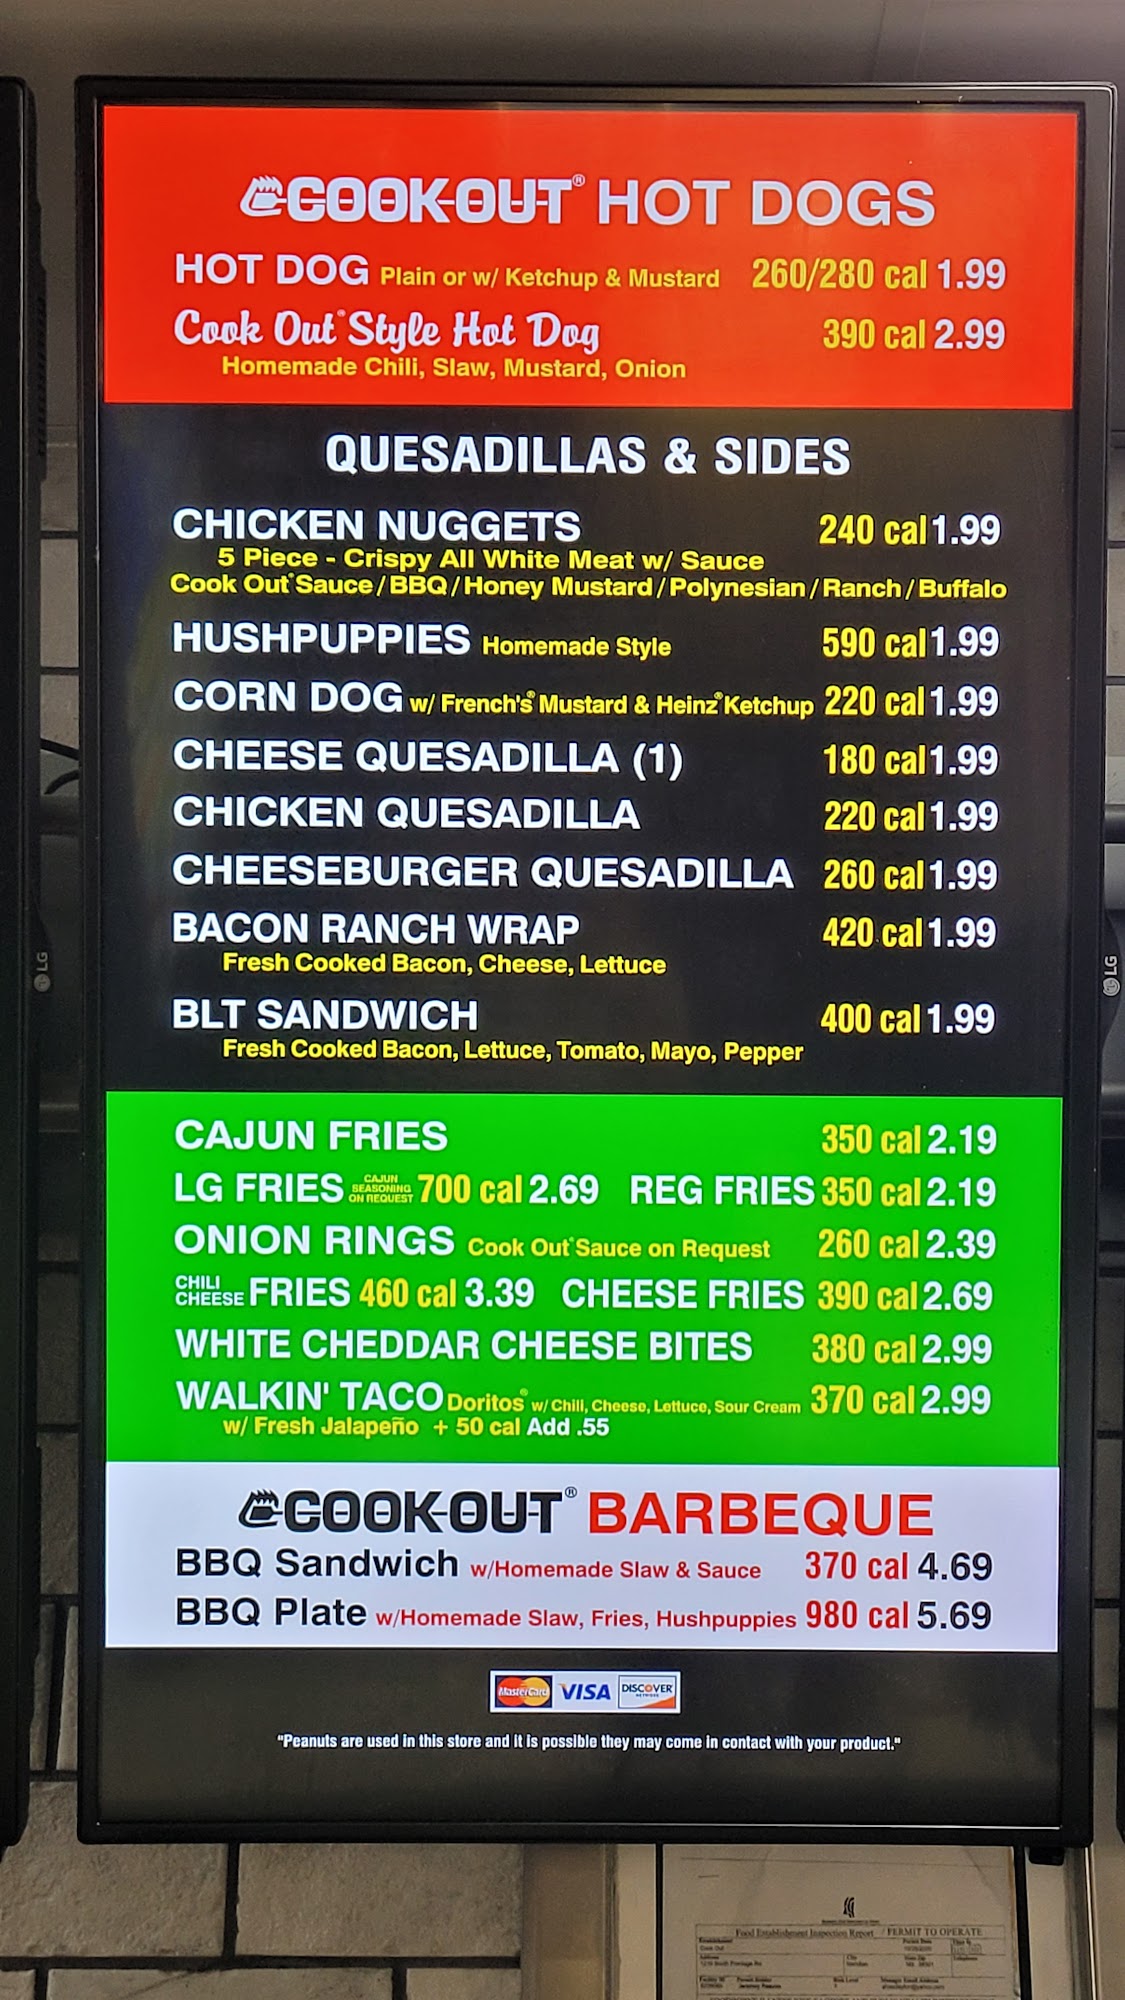 COOK-OUT® HOT DOGS
HOT DOG Plain or w/ Ketchup & Mustard 260/280 cal 1.99
Cook Out® Style Hot Dog 390 cal 2.99
Homemade Chili, Slaw, Mustard, Onion
QUESADILLAS & SIDES
CHICKEN NUGGETS 240 cal 1.99
5 Piece - Crispy All White Meat w/ Sauce
Cook Out® Sauce / BBQ / Honey Mustard / Polynesian / Ranch / Buffalo
HUSHPUPPIES Homemade Style 590 cal 1.99
CORN DOG w/ French's® Mustard & Heinz® Ketchup 220 cal 1.99
CHEESE QUESADILLA (1) 180 cal 1.99
CHICKEN QUESADILLA 220 cal 1.99
CHEESEBURGER QUESADILLA 260 cal 1.99
BACON RANCH WRAP 420 cal 1.99
Fresh Cooked Bacon, Cheese, Lettuce
BLT SANDWICH 400 cal 1.99
Fresh Cooked Bacon, Lettuce, Tomato, Mayo, Pepper
CAJUN FRIES 350 cal 2.19
LG FRIES CAJUN SEASONING ON REQUEST 700 cal 2.69 REG FRIES 350 cal 2.19
ONION RINGS Cook Out® Sauce on Request 260 cal 2.39
CHILI CHEESE FRIES 460 cal 3.39 CHEESE FRIES 390 cal 2.69
WHITE CHEDDAR CHEESE BITES 380 cal 2.99
WALKIN' TACO Doritos® w/ Chili, Cheese, Lettuce, Sour Cream 370 cal 2.99
w/ Fresh Jalapeño + 50 cal Add .55
COOK-OUT® BARBEQUE
BBQ Sandwich w/Homemade Slaw & Sauce 370 cal 4.69
BBQ Plate w/Homemade Slaw, Fries, Hushpuppies 980 cal 5.69
MasterCard VISA DISCOVER NETWORK
"Peanuts are used in this store and it is possible they may come in contact with your product."
LG
LG
Food Establishment Inspection Report / PERMIT TO OPERATE
Cook Out